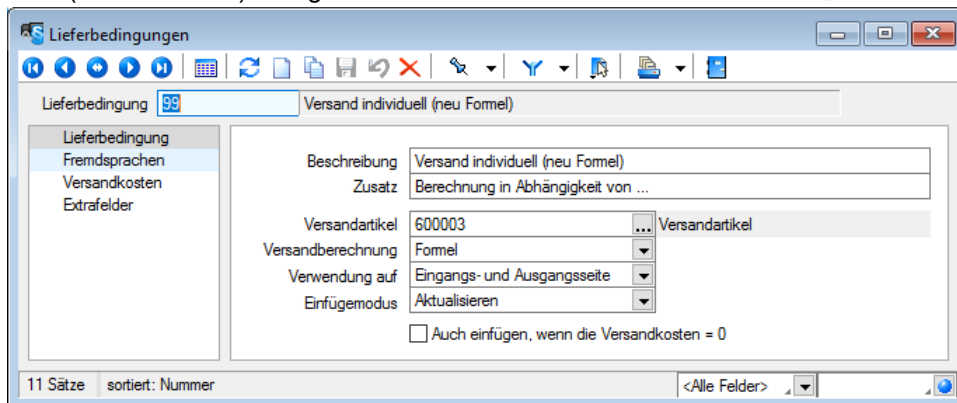 Lieferbedingungen
Lieferbedingung 99 Versand individuell (neu Formel)
Lieferbedingung
Fremdsprachen
Versandkosten
Extrafelder
Beschreibung Versand individuell (neu Formel)
Zusatz Berechnung in Abhängigkeit von ...
Versandartikel 600003 ... Versandartikel
Versandberechnung Formel
Verwendung auf Eingangs- und Ausgangsseite
Einfügemodus Aktualisieren
Auch einfügen, wenn die Versandkosten = 0
11 Sätze sortiert: Nummer <Alle Felder>